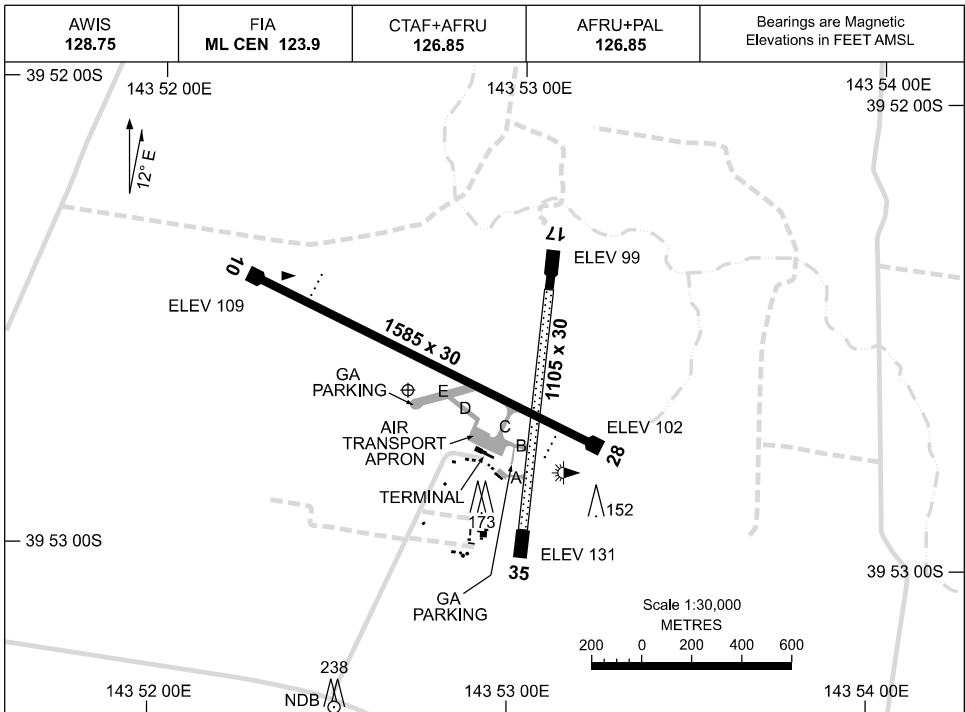 AWIS
128.75
FIA
ML CEN 123.9
CTAF+AFRU
126.85
AFRU+PAL
126.85
Bearings are Magnetic
Elevations in FEET AMSL
39 52 00S
143 52 00E
143 53 00E
143 54 00E
39 52 00S
12° E
17
ELEV 99
10
ELEV 109
1585 x 30
1105 x 30
GA
PARKING
E
D
C
B
A
AIR
TRANSPORT
APRON
TERMINAL
ELEV 102
28
152
173
39 53 00S
ELEV 131
35
39 53 00S
GA
PARKING
Scale 1:30,000
METRES
200 0 200 400 600
238
NDB
143 52 00E
143 53 00E
143 54 00E